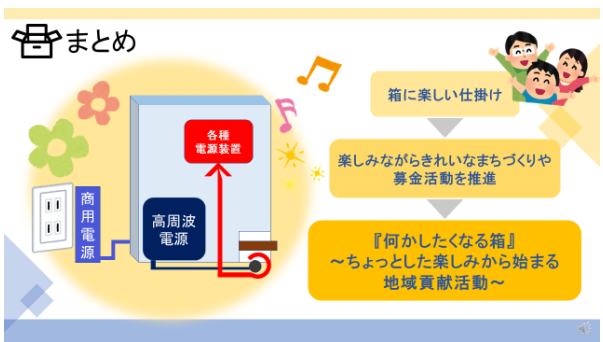 まとめ
各種
電源装置
商用電源
高周波
電源
箱に楽しい仕掛け
楽しみながらきれいなまちづくりや
募金活動を推進
『何かしたくなる箱』
～ちょっとした楽しみから始まる
地域貢献活動～